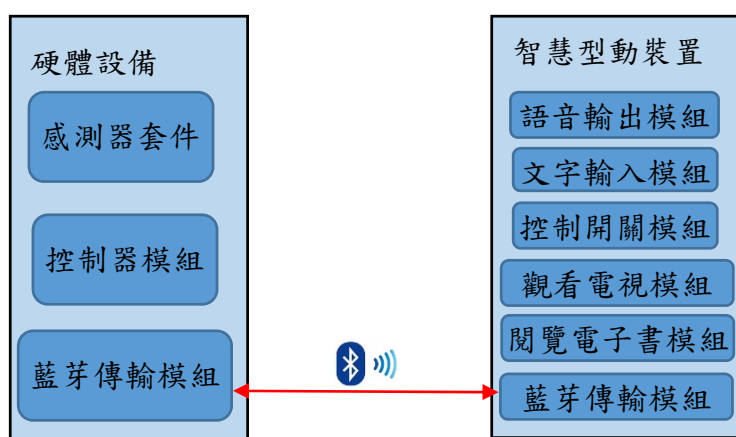 硬體設備
感測器套件
控制器模組
藍芽傳輸模組
智慧型動裝置
語音輸出模組
文字輸入模組
控制開關模組
觀看電視模組
閱覽電子書模組
藍芽傳輸模組